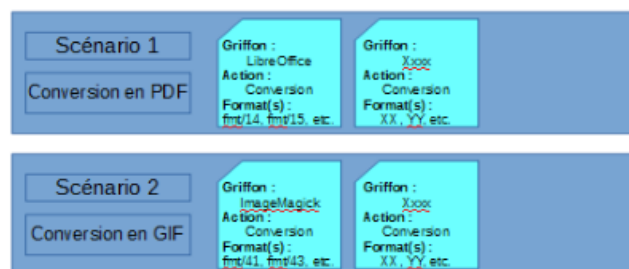 Scénario 1
Conversion en PDF
Griffon :
LibreOffice
Action :
Conversion
Format(s) :
fmt/14, fmt/15, etc.
Griffon :
Xxxx
Action :
Conversion
Format(s) :
XX, YY, etc.
Scénario 2
Conversion en GIF
Griffon :
ImageMagick
Action :
Conversion
Format(s) :
fmt/41, fmt/43, etc.
Griffon :
Xxxx
Action :
Conversion
Format(s) :
XX, YY, etc.